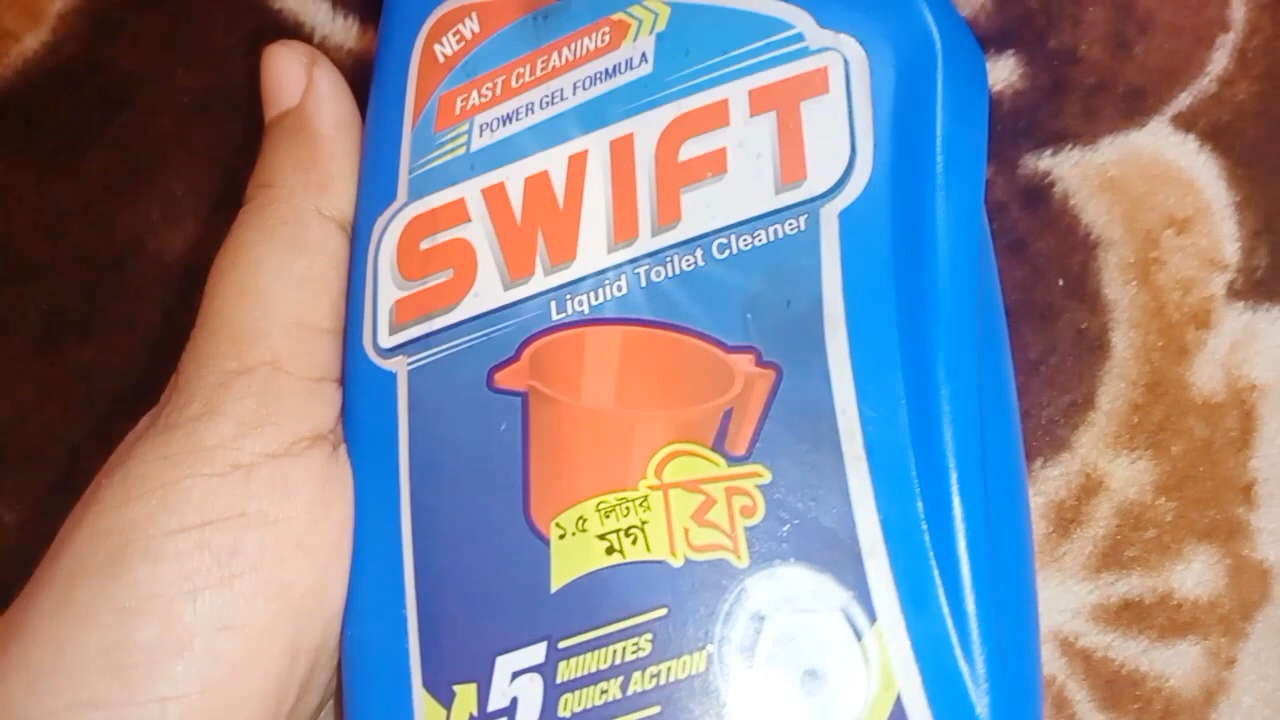 NEW
FAST CLEANING
POWER GEL FORMULA
SWIFT
Liquid Toilet Cleaner
১.৫ লিটার
মগ ফ্রি
5 MINUTES
QUICK ACTION*